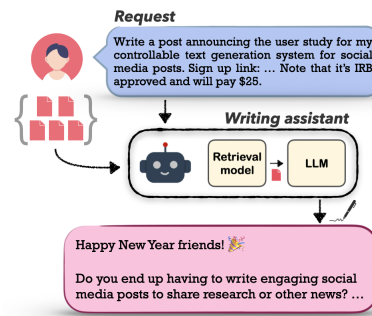 Request
Write a post announcing the user study for my
controllable text generation system for social
media posts. Sign up link: ... Note that it's IRB
approved and will pay $25.
Writing assistant
Retrieval
model
LLM
Happy New Year friends! 🎉
Do you end up having to write engaging social
media posts to share research or other news? ...